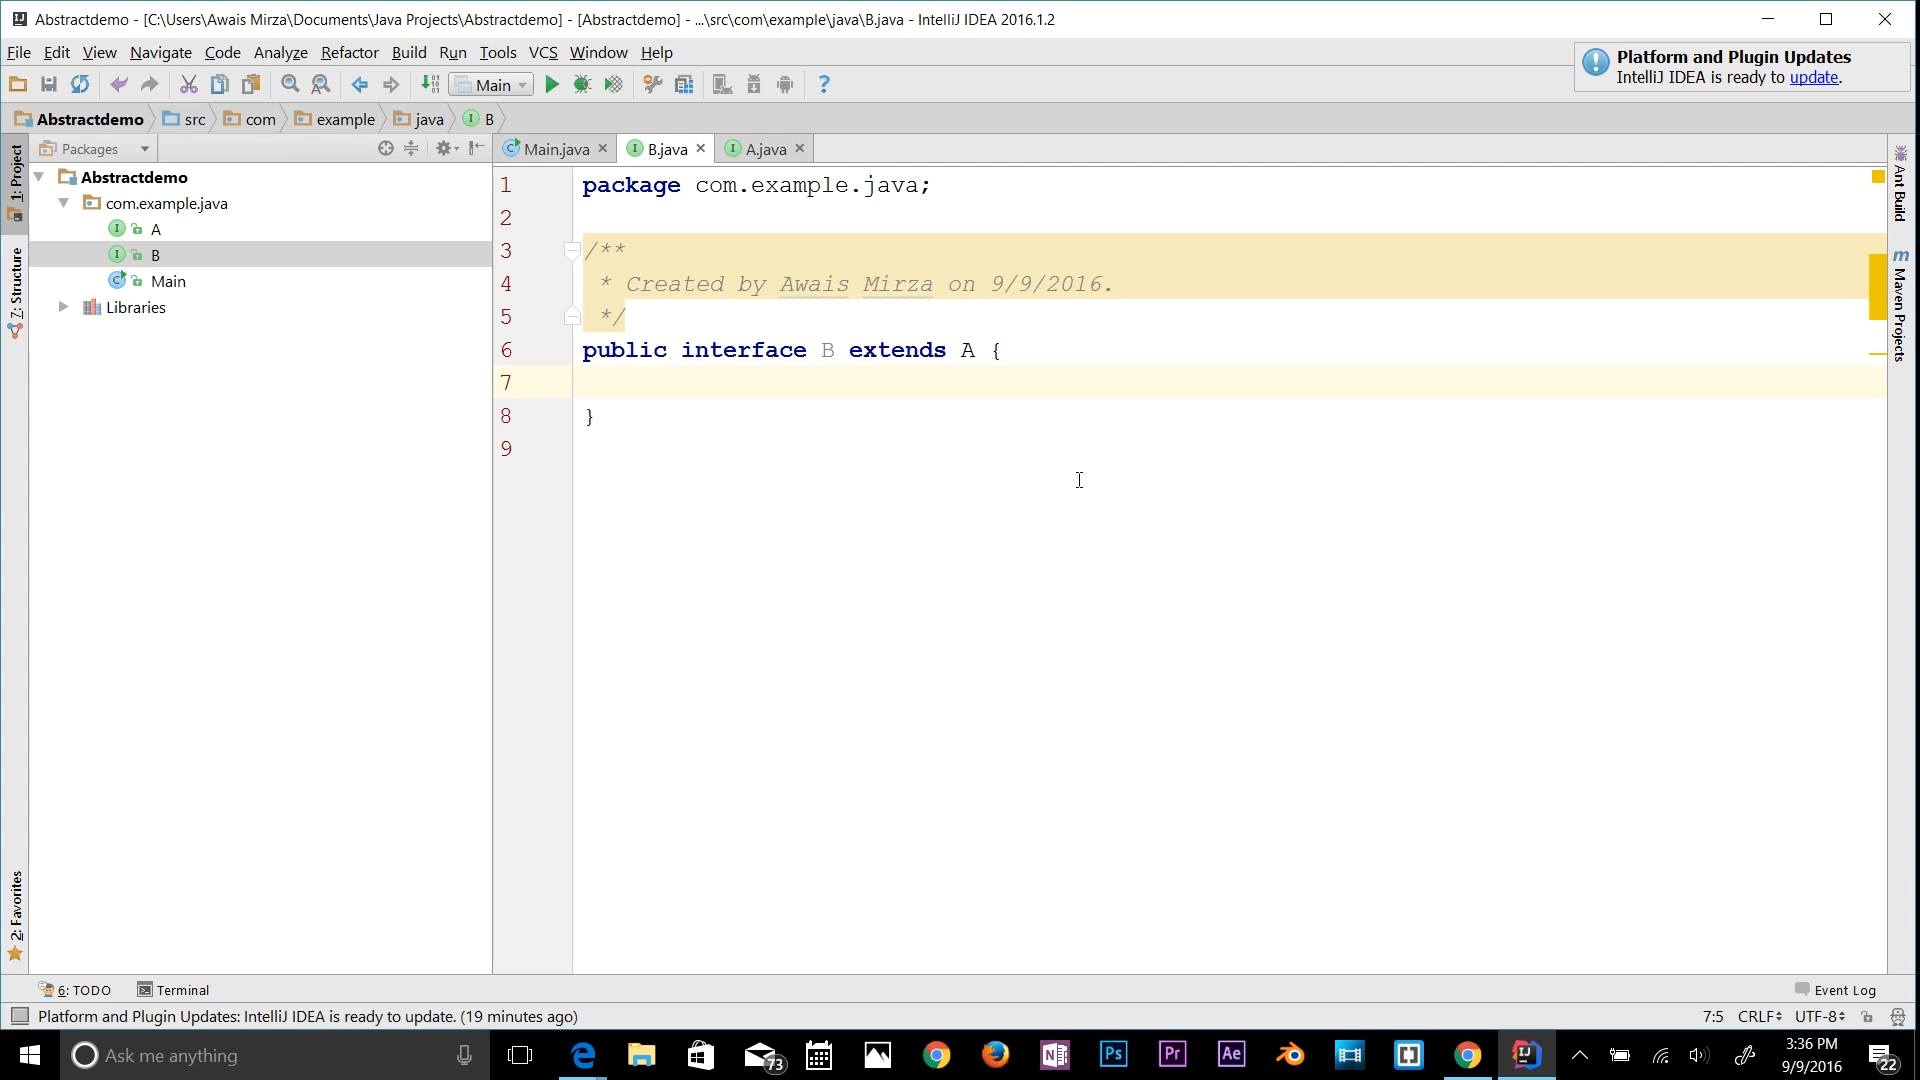 Abstractdemo - [C:\Users\Awais Mirza\Documents\Java Projects\Abstractdemo] - [Abstractdemo] - ...\src\com\example\java\B.java - IntelliJ IDEA 2016.1.2
File Edit View Navigate Code Analyze Refactor Build Run Tools VCS Window Help
Platform and Plugin Updates
IntelliJ IDEA is ready to update.
Main
Abstractdemo src com example java I B
1: Project
Packages
Main.java B.java A.java
Abstractdemo
com.example.java
A
B
Main
Libraries
7: Structure
2: Favorites
1 package com.example.java;
2
3 /**
4 * Created by Awais Mirza on 9/9/2016.
5 */
6 public interface B extends A {
7
8 }
9
Ant Build
m Maven Projects
6: TODO Terminal Event Log
Platform and Plugin Updates: IntelliJ IDEA is ready to update. (19 minutes ago) 7:5 CRLF UTF-8
Ask me anything
73
N
Ps
Pr
Ae
IJ
3:36 PM
9/9/2016
22